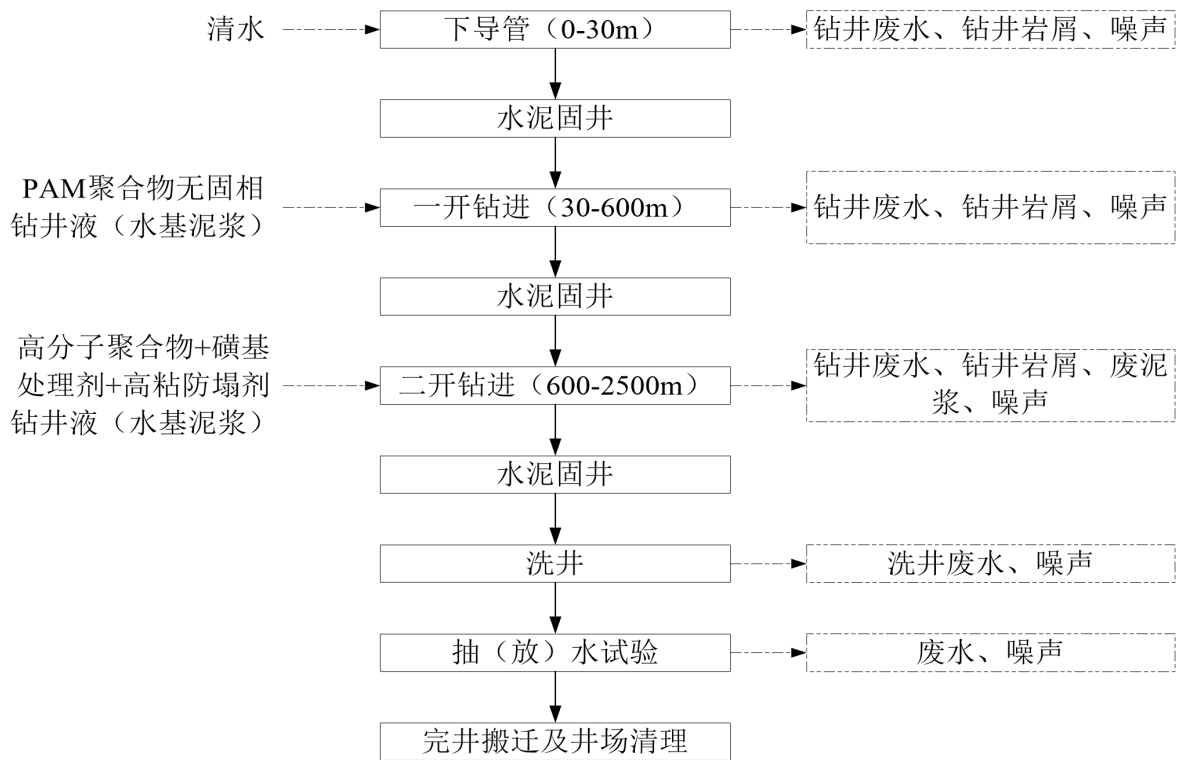 清水
下导管（0-30m）
钻井废水、钻井岩屑、噪声
水泥固井
PAM聚合物无固相
钻井液（水基泥浆）
一开钻进（30-600m）
钻井废水、钻井岩屑、噪声
水泥固井
高分子聚合物+磺基
处理剂+高粘防塌剂
钻井液（水基泥浆）
二开钻进（600-2500m）
钻井废水、钻井岩屑、废泥
浆、噪声
水泥固井
洗井
洗井废水、噪声
抽（放）水试验
废水、噪声
完井搬迁及井场清理